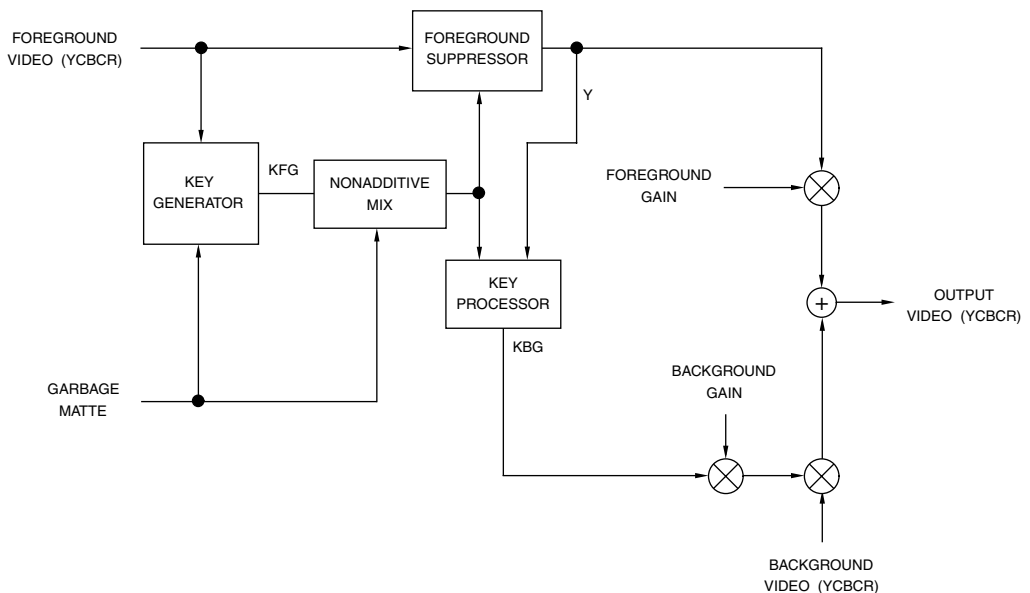 FOREGROUND
VIDEO (YCBCR)
FOREGROUND
SUPPRESSOR
Y
KEY
GENERATOR
KFG
NONADDITIVE
MIX
FOREGROUND
GAIN
KEY
PROCESSOR
+
OUTPUT
VIDEO (YCBCR)
KBG
GARBAGE
MATTE
BACKGROUND
GAIN
BACKGROUND
VIDEO (YCBCR)